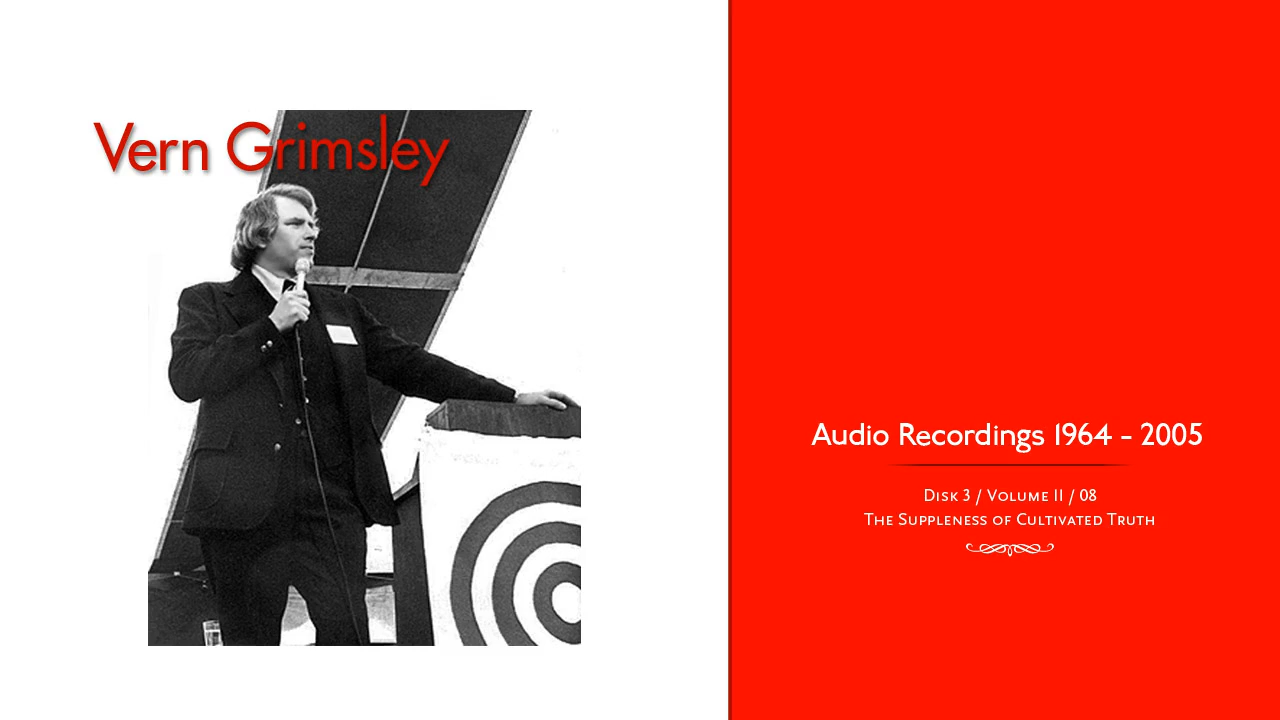 Vern Grimsley
Audio Recordings 1964 - 2005
Disk 3 / Volume II / 08
The Suppleness of Cultivated Truth